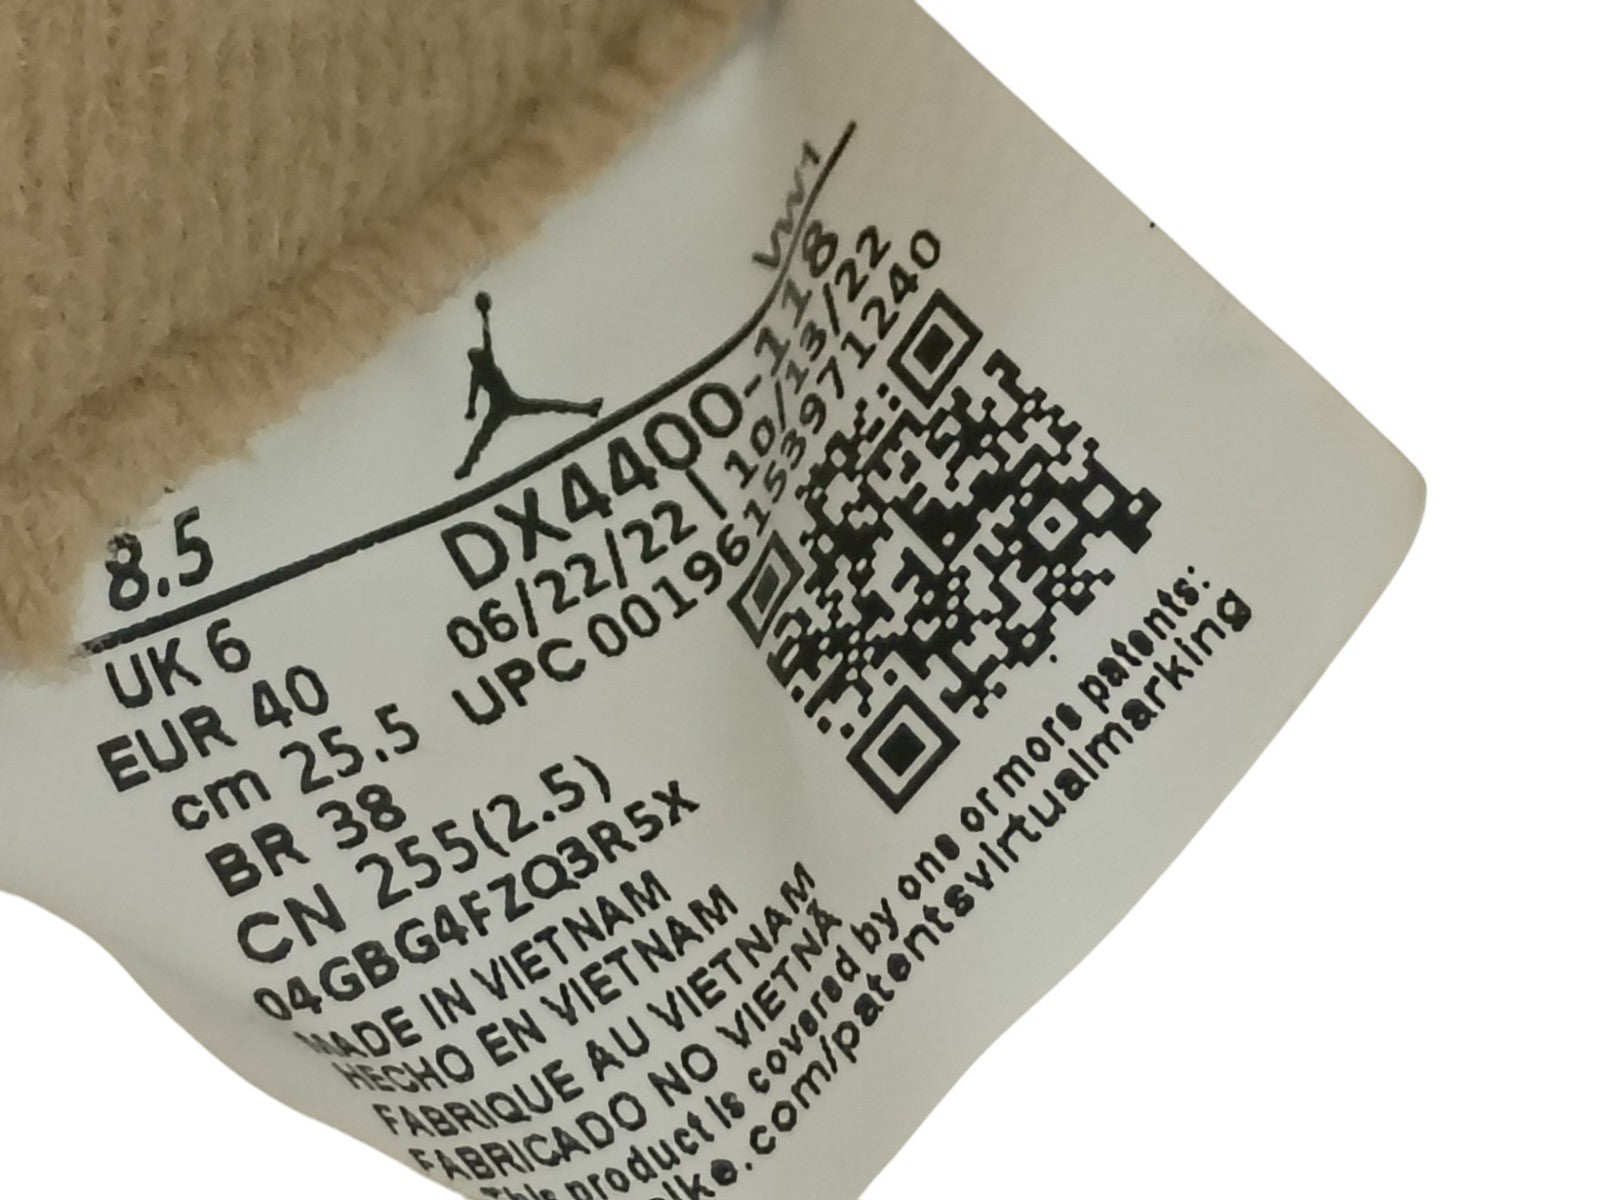 8.5
VW1
UK 6
EUR 40
cm 25.5
BR 38
CN 255(2.5)
DX4400-118
06/22/22 | 10/13/22
UPC 00196153971240
04GBG4FZQ3R5X
MADE IN VIETNAM
HECHO EN VIETNAM
FABRIQUE AU VIETNAM
FABRICADO NO VIETNÃ
This product is covered by one or more patents:
ike.com/patentsvirtualmarking